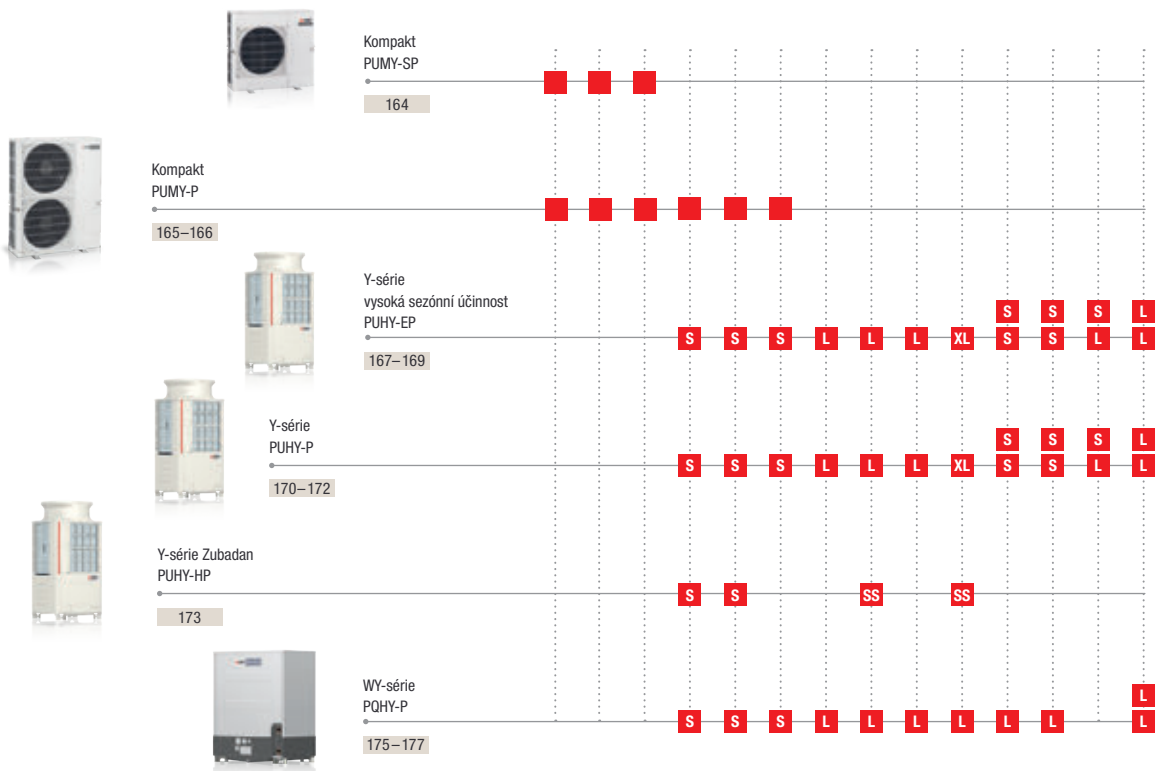 Kompakt
PUMY-SP
164
Kompakt
PUMY-P
165–166
Y-série
vysoká sezónní účinnost
PUHY-EP
S S S L
S S S L L L XL S S L L
167–169
Y-série
PUHY-P
S S S L
S S S L L L XL S S L L
170–172
Y-série Zubadan
PUHY-HP
S S SS SS
173
WY-série
PQHY-P
L
S S S L L L L L L L
175–177